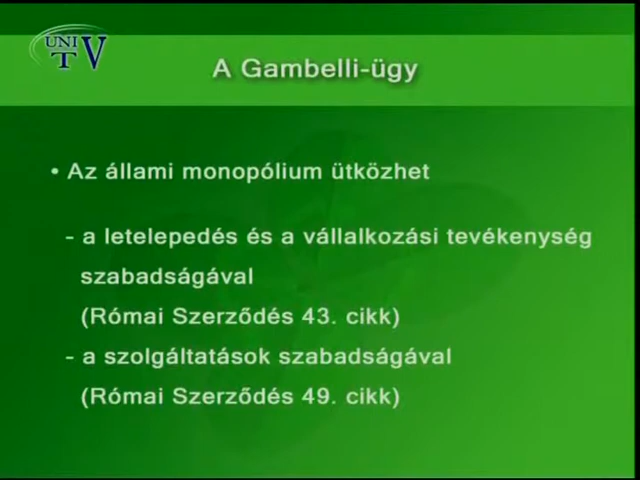 UNI
TV
A Gambelli-ügy
• Az állami monopólium ütközhet
- a letelepedés és a vállalkozási tevékenység
szabadságával
(Római Szerződés 43. cikk)
- a szolgáltatások szabadságával
(Római Szerződés 49. cikk)